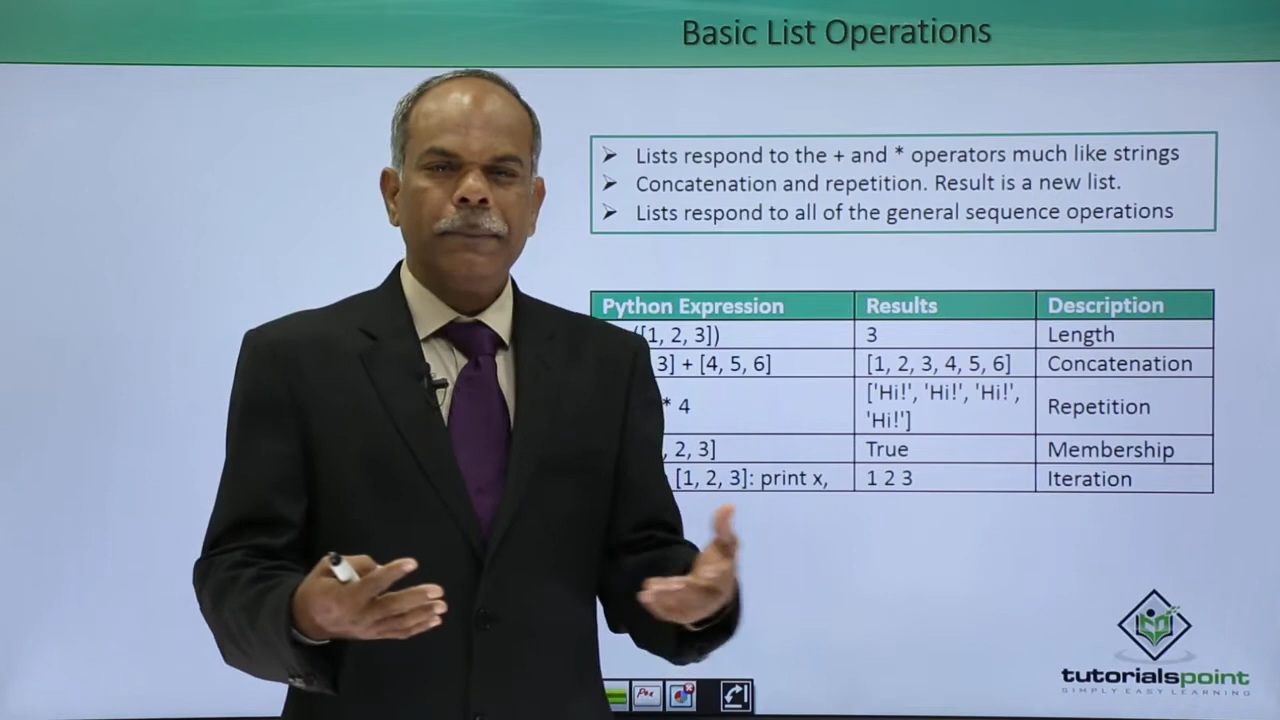 Basic List Operations
➢ Lists respond to the + and * operators much like strings
➢ Concatenation and repetition. Result is a new list.
➢ Lists respond to all of the general sequence operations
Python Expression Results Description
([1, 2, 3]) 3 Length
3] + [4, 5, 6] [1, 2, 3, 4, 5, 6] Concatenation
* 4 ['Hi!', 'Hi!', 'Hi!', 'Hi!'] Repetition
, 2, 3] True Membership
[1, 2, 3]: print x, 1 2 3 Iteration
Pen
tutorialspoint
SIMPLY EASY LEARNING